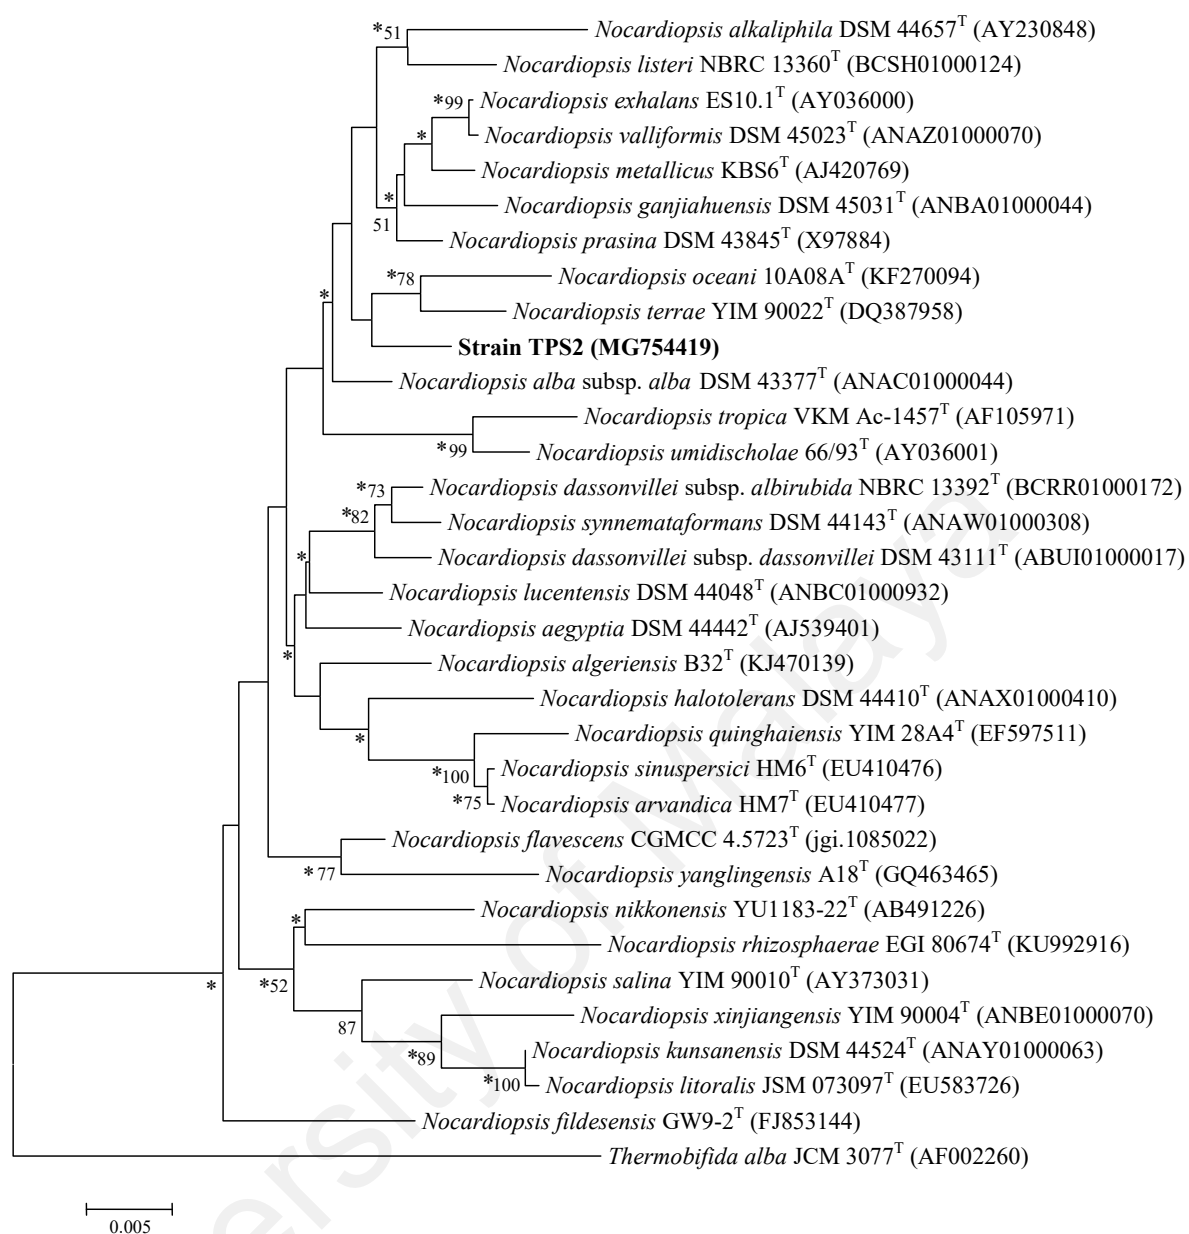 *51
Nocardiopsis alkaliphila DSM 44657T (AY230848)
Nocardiopsis listeri NBRC 13360T (BCSH01000124)
*99
Nocardiopsis exhalans ES10.1T (AY036000)
*
Nocardiopsis valliformis DSM 45023T (ANAZ01000070)
Nocardiopsis metallicus KBS6T (AJ420769)
*
51
Nocardiopsis ganjiahuensis DSM 45031T (ANBA01000044)
Nocardiopsis prasina DSM 43845T (X97884)
*78
Nocardiopsis oceani 10A08AT (KF270094)
*
Nocardiopsis terrae YIM 90022T (DQ387958)
Strain TPS2 (MG754419)
Nocardiopsis alba subsp. alba DSM 43377T (ANAC01000044)
Nocardiopsis tropica VKM Ac-1457T (AF105971)
*99
Nocardiopsis umidischolae 66/93T (AY036001)
*73
Nocardiopsis dassonvillei subsp. albirubida NBRC 13392T (BCRR01000172)
*82
Nocardiopsis synnemataformans DSM 44143T (ANAW01000308)
*
Nocardiopsis dassonvillei subsp. dassonvillei DSM 43111T (ABUI01000017)
Nocardiopsis lucentensis DSM 44048T (ANBC01000932)
Nocardiopsis aegyptia DSM 44442T (AJ539401)
*
Nocardiopsis algeriensis B32T (KJ470139)
Nocardiopsis halotolerans DSM 44410T (ANAX01000410)
*
Nocardiopsis quinghaiensis YIM 28A4T (EF597511)
*100
Nocardiopsis sinuspersici HM6T (EU410476)
*75
Nocardiopsis arvandica HM7T (EU410477)
Nocardiopsis flavescens CGMCC 4.5723T (jgi.1085022)
*77
Nocardiopsis yanglingensis A18T (GQ463465)
*
Nocardiopsis nikkonensis YU1183-22T (AB491226)
Nocardiopsis rhizosphaerae EGI 80674T (KU992916)
*
*52
Nocardiopsis salina YIM 90010T (AY373031)
87
Nocardiopsis xinjiangensis YIM 90004T (ANBE01000070)
*89
Nocardiopsis kunsanensis DSM 44524T (ANAY01000063)
*100
Nocardiopsis litoralis JSM 073097T (EU583726)
Nocardiopsis fildesensis GW9-2T (FJ853144)
Thermobifida alba JCM 3077T (AF002260)
0.005
ersity of Malaya